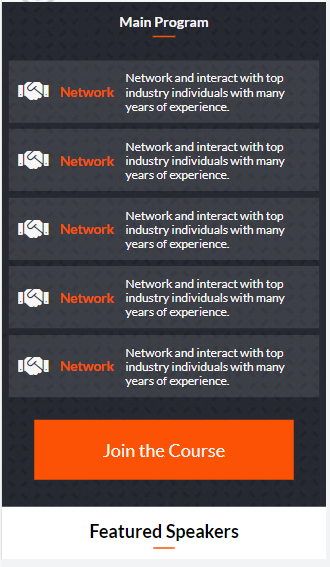 Main Program
Network
Network and interact with top
industry individuals with many
years of experience.
Network
Network and interact with top
industry individuals with many
years of experience.
Network
Network and interact with top
industry individuals with many
years of experience.
Network
Network and interact with top
industry individuals with many
years of experience.
Network
Network and interact with top
industry individuals with many
years of experience.
Join the Course
Featured Speakers